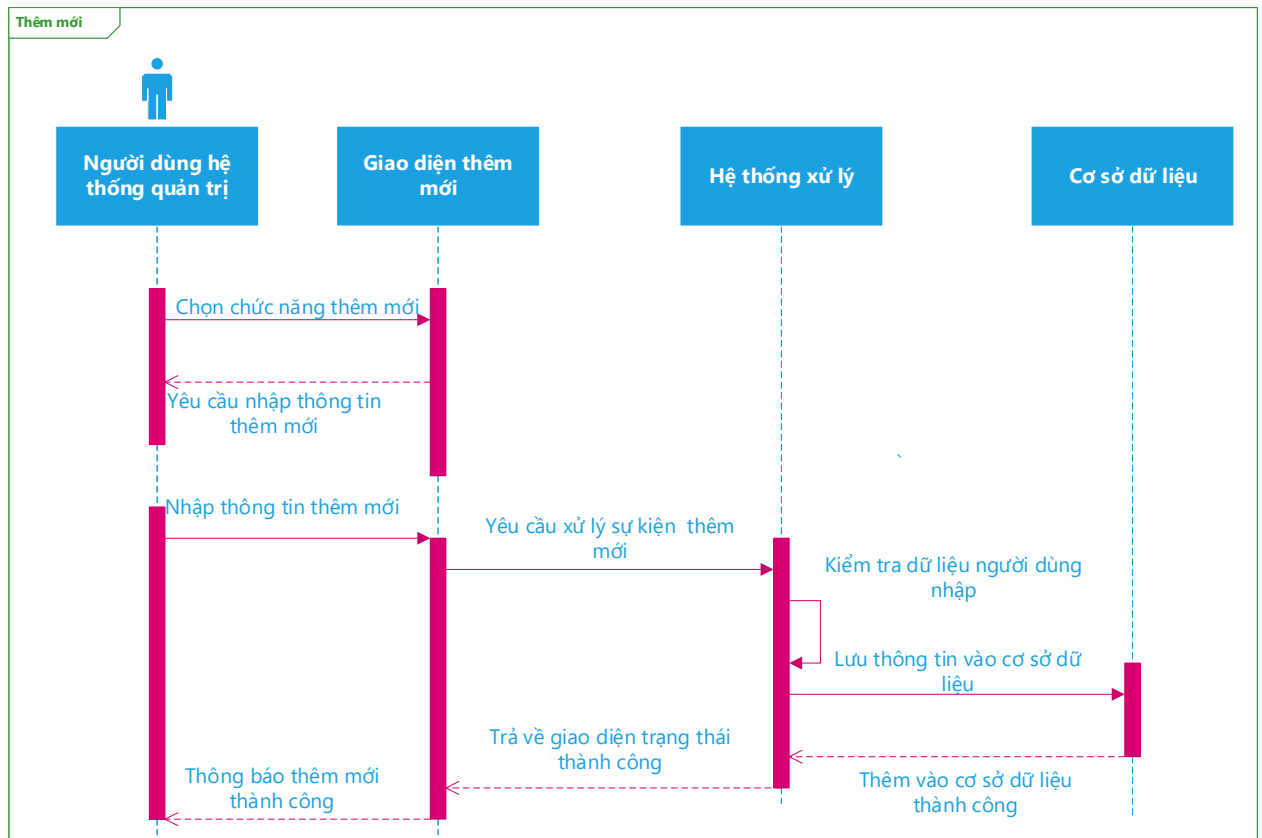 Thêm mới
Người dùng hệ
thống quản trị
Giao diện thêm
mới
Hệ thống xử lý
Cơ sở dữ liệu
Chọn chức năng thêm mới
Yêu cầu nhập thông tin
thêm mới
`
Nhập thông tin thêm mới
Yêu cầu xử lý sự kiện  thêm
mới
Kiểm tra dữ liệu người dùng
nhập
Lưu thông tin vào cơ sở dữ
liệu
Trả về giao diện trạng thái
thành công
Thêm vào cơ sở dữ liệu
thành công
Thông báo thêm mới
thành công